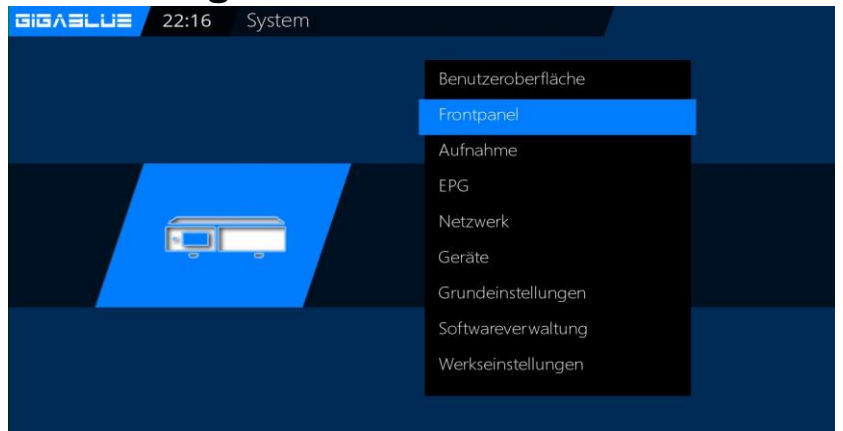 GIGABLUE 22:16 System
Benutzeroberfläche
Frontpanel
Aufnahme
EPG
Netzwerk
Geräte
Grundeinstellungen
Softwareverwaltung
Werkseinstellungen